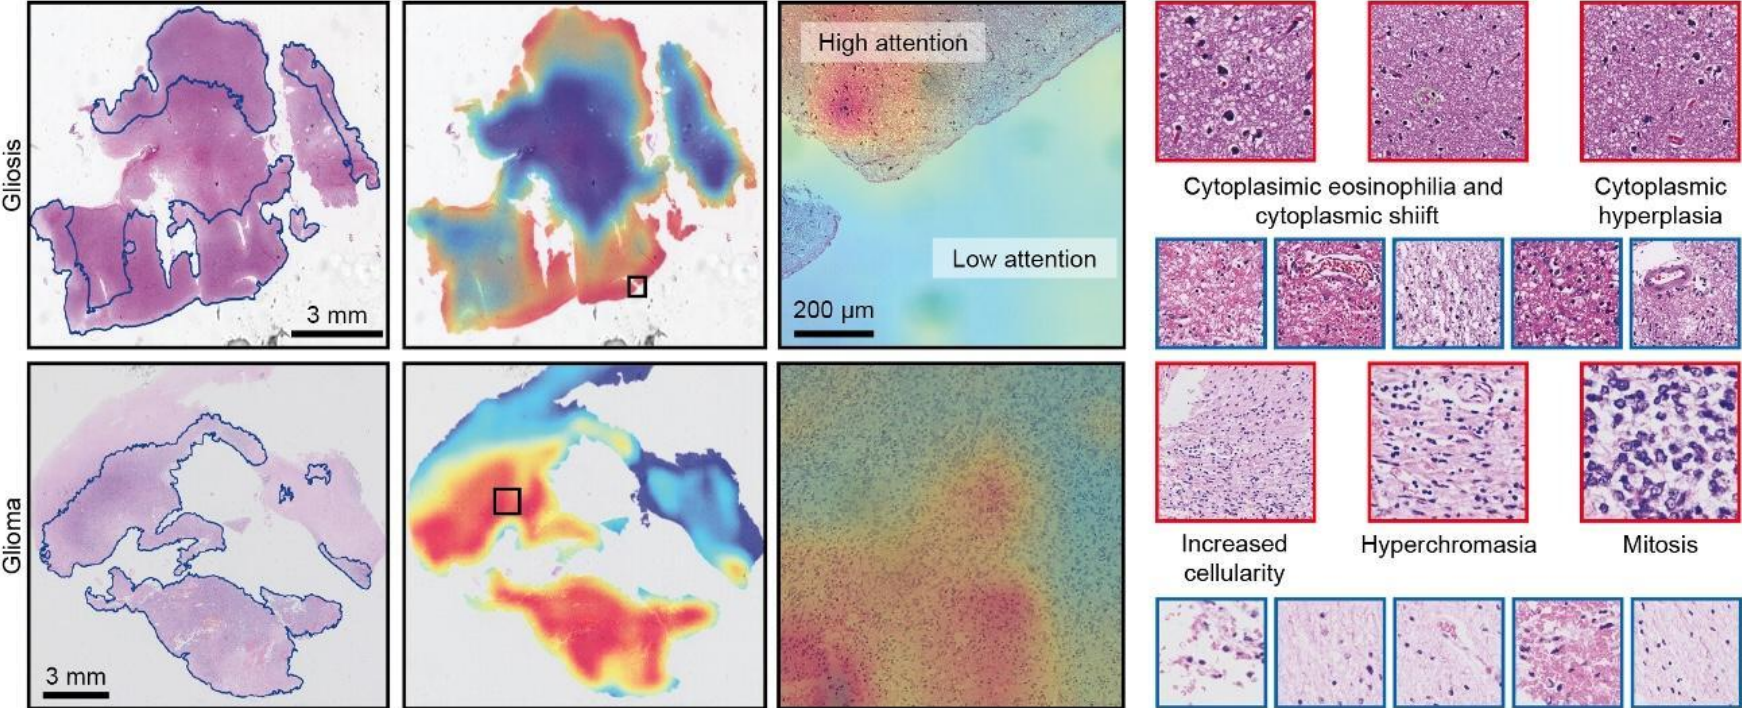 Gliosis
3 mm
High attention
Low attention
200 µm
Cytoplasimic eosinophilia and
cytoplasmic shiift
Cytoplasmic
hyperplasia
Glioma
3 mm
Increased
cellularity
Hyperchromasia
Mitosis